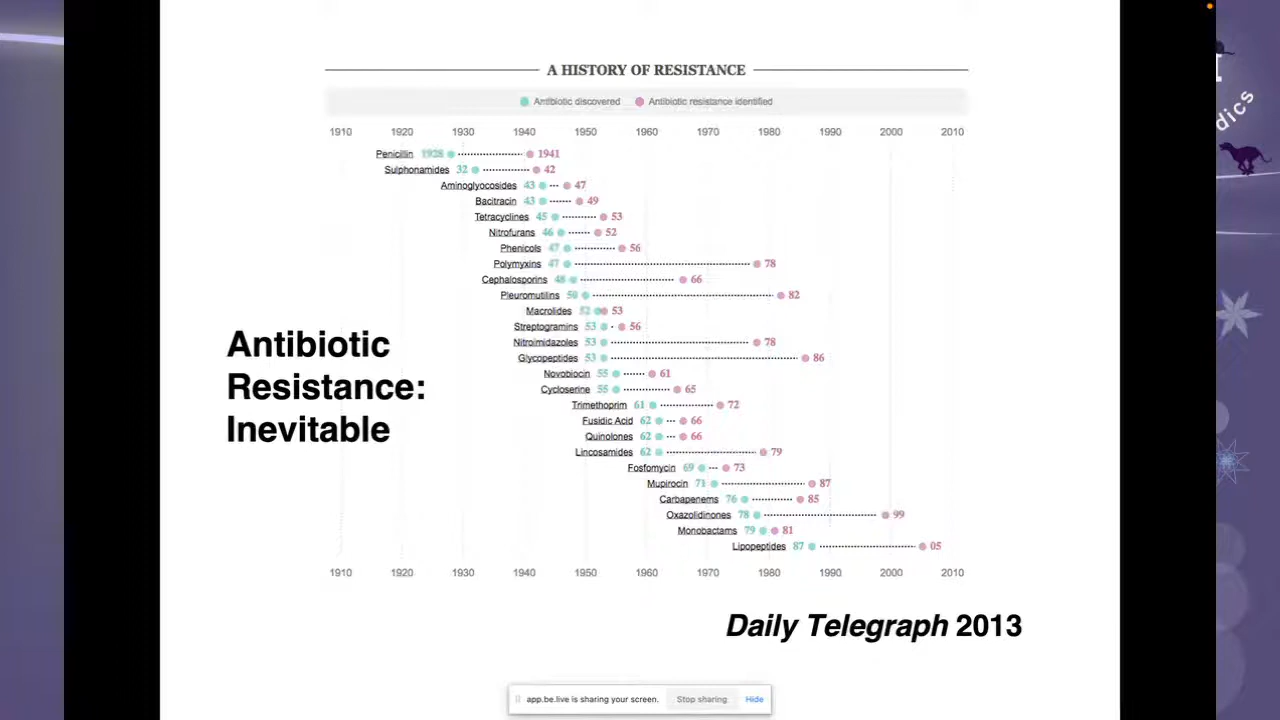 A HISTORY OF RESISTANCE
Antibiotic discovered Antibiotic resistance identified
1910 1920 1930 1940 1950 1960 1970 1980 1990 2000 2010
Penicillin 1928 1941
Sulphonamides 32 42
Aminoglyocosides 43 47
Bacitracin 43 49
Tetracyclines 45 53
Nitrofurans 46 52
Phenicols 47 56
Polymyxins 47 78
Cephalosporins 48 66
Pleuromutilins 50 82
Macrolides 52 53
Streptogramins 53 56
Nitroimidazoles 53 78
Glycopeptides 53 86
Novobiocin 55 61
Cycloserine 55 65
Trimethoprim 61 72
Fusidic Acid 62 66
Quinolones 62 66
Lincosamides 62 79
Fosfomycin 69 73
Mupirocin 71 87
Carbapenems 76 85
Oxazolidinones 78 99
Monobactams 79 81
Lipopeptides 87 05
1910 1920 1930 1940 1950 1960 1970 1980 1990 2000 2010
Antibiotic
Resistance:
Inevitable
Daily Telegraph 2013
app.be.live is sharing your screen. Stop sharing Hide
dics